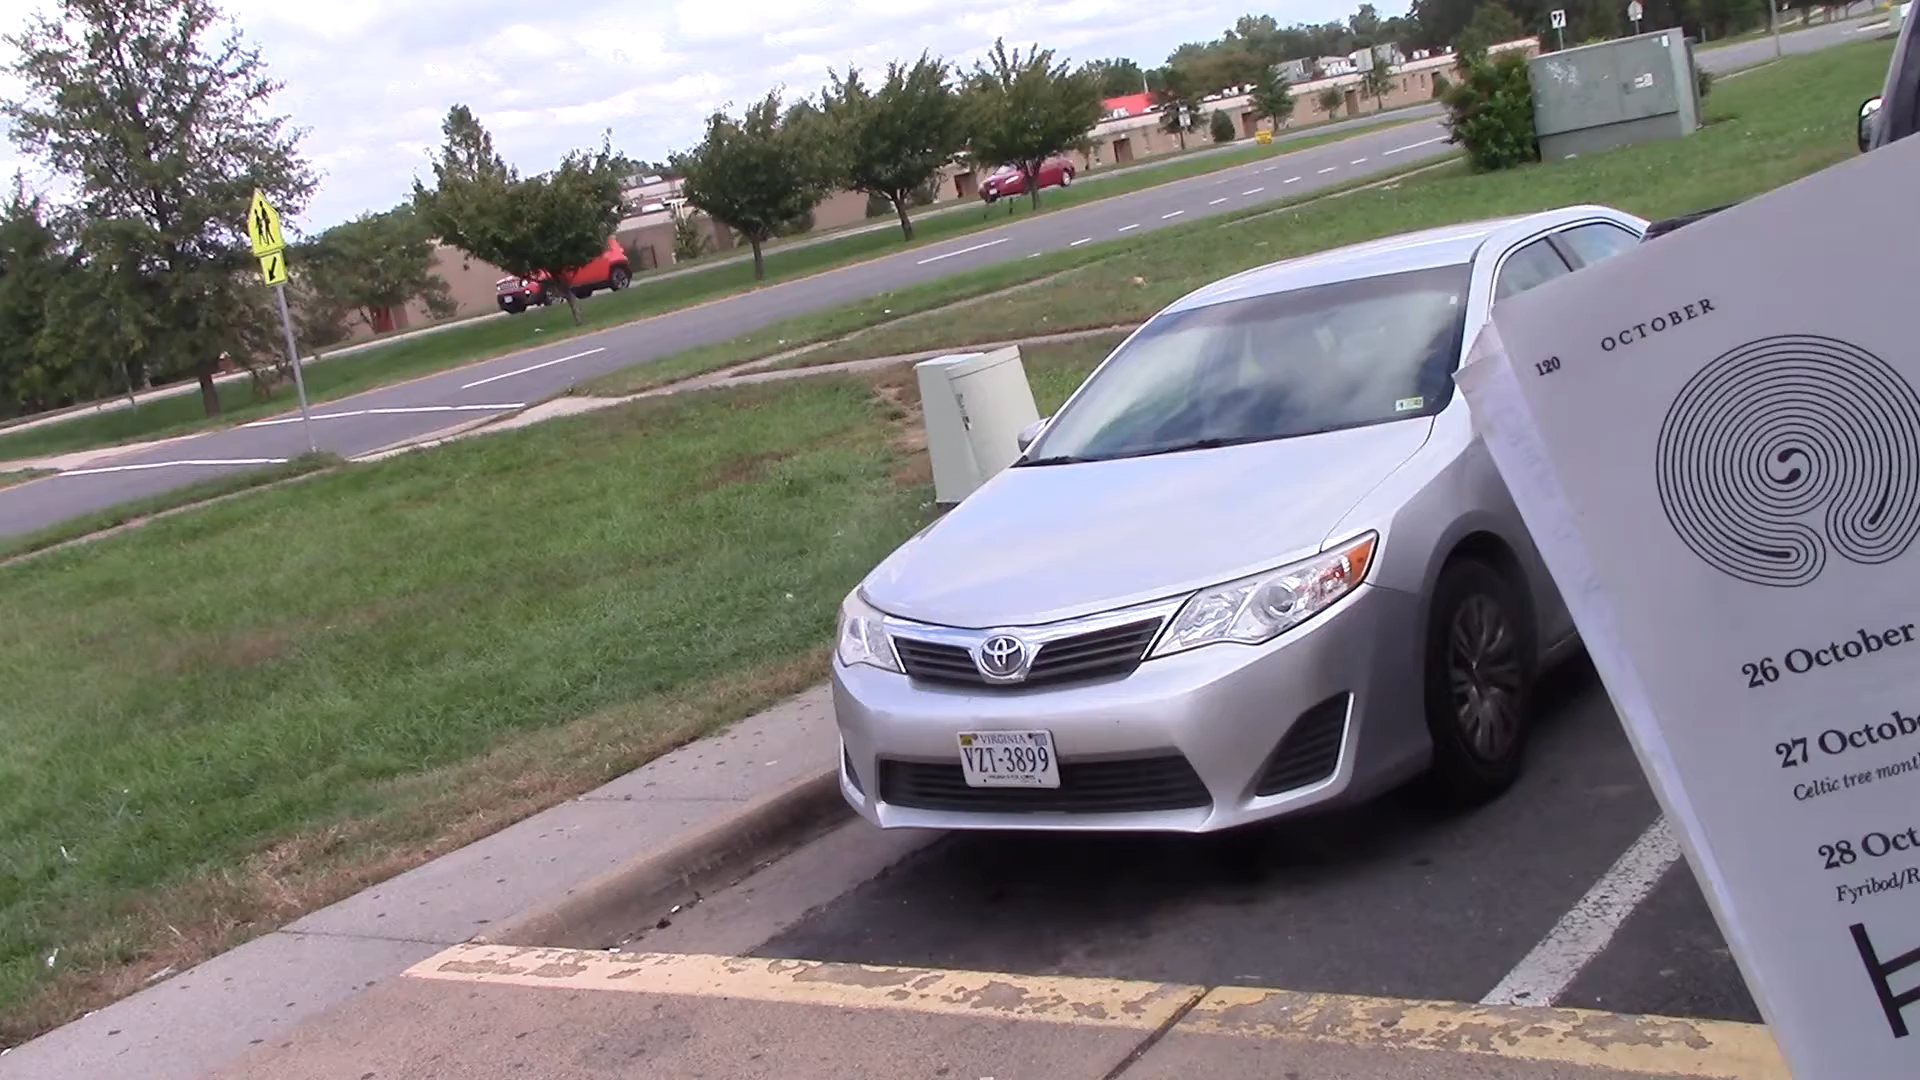 VIRGINIA
VZT-3899
120
OCTOBER
26 October
27 Octobe
Celtic tree mont
28 Oct
Fyribod/R